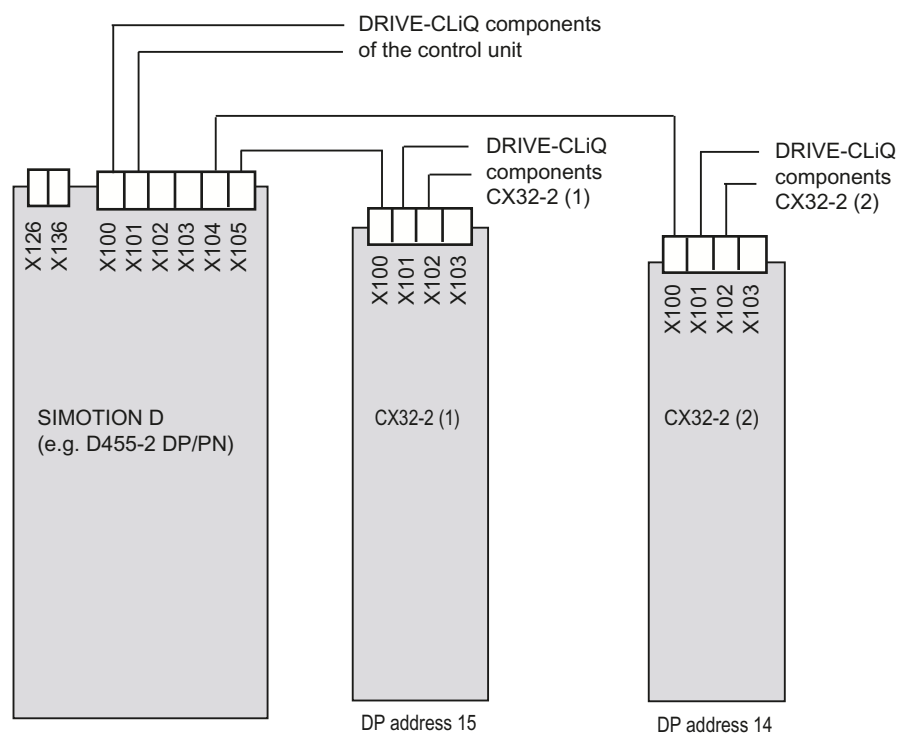 DRIVE-CLiQ components
of the control unit
DRIVE-CLiQ
components
CX32-2 (1)
DRIVE-CLiQ
components
CX32-2 (2)
X126
X136
X100
X101
X102
X103
X104
X105
X100
X101
X102
X103
X100
X101
X102
X103
SIMOTION D
(e.g. D455-2 DP/PN)
CX32-2 (1)
CX32-2 (2)
DP address 15
DP address 14